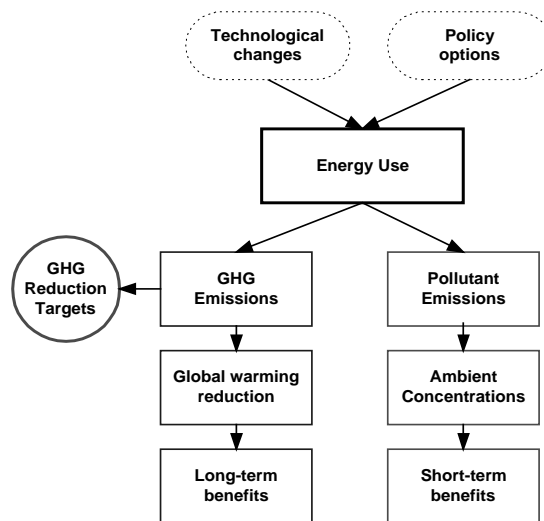 Technological
changes
Policy
options
Energy Use
GHG
Reduction
Targets
GHG
Emissions
Pollutant
Emissions
Global warming
reduction
Ambient
Concentrations
Long-term
benefits
Short-term
benefits